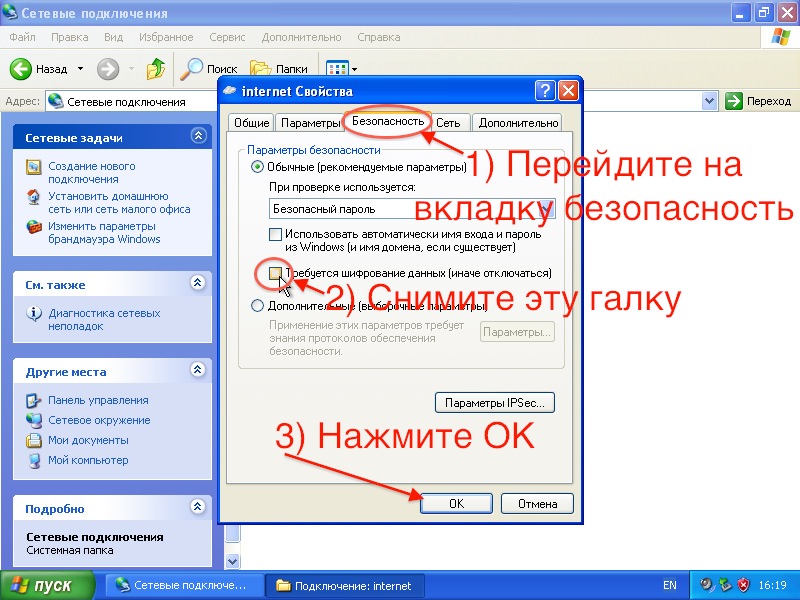 Сетевые подключения
Файл Правка Вид Избранное Сервис Дополнительно Справка
Назад Поиск Папки
Адрес: Сетевые подключения Переход
Сетевые задачи
Создание нового
подключения
Установить домашнюю
сеть или сеть малого офиса
Изменить параметры
брандмауэра Windows
См. также
Диагностика сетевых
неполадок
Другие места
Панель управления
Сетевое окружение
Мои документы
Мой компьютер
Подробно
Сетевые подключения
Системная папка
internet Свойства
Общие Параметры Безопасность Сеть Дополнительно
Параметры безопасности
Обычные (рекомендуемые параметры)
При проверке используется:
Безопасный пароль
Использовать автоматически имя входа и пароль
из Windows (и имя домена, если существует)
Требуется шифрование данных (иначе отключаться)
Дополнительные (выборочные параметры)
Применение этих параметров требует
знания протоколов обеспечения
безопасности.
Параметры...
Параметры IPSec...
OK Отмена
1) Перейдите на
вкладку безопасность
2) Снимите эту галку
3) Нажмите ОК
пуск Сетевые подключе... Подключение: internet EN 16:19